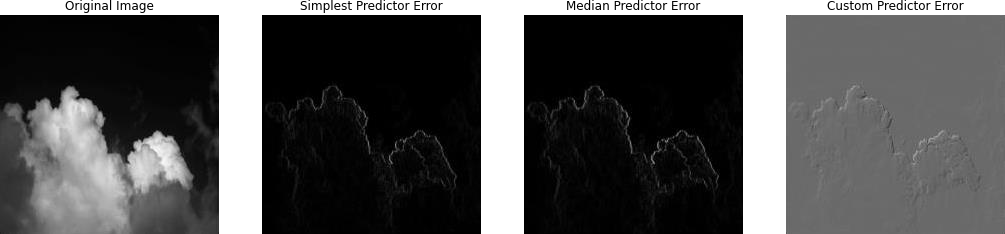 Original Image
Simplest Predictor Error
Median Predictor Error
Custom Predictor Error